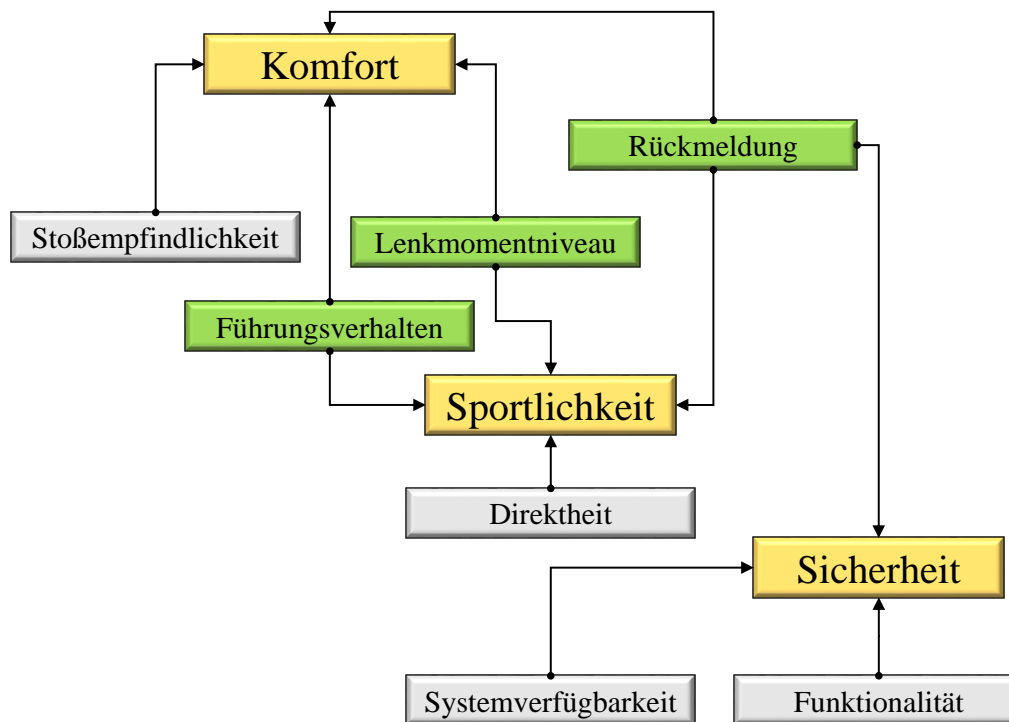 Komfort
Rückmeldung
Stoßempfindlichkeit
Lenkmomentniveau
Führungsverhalten
Sportlichkeit
Direktheit
Sicherheit
Systemverfügbarkeit
Funktionalität